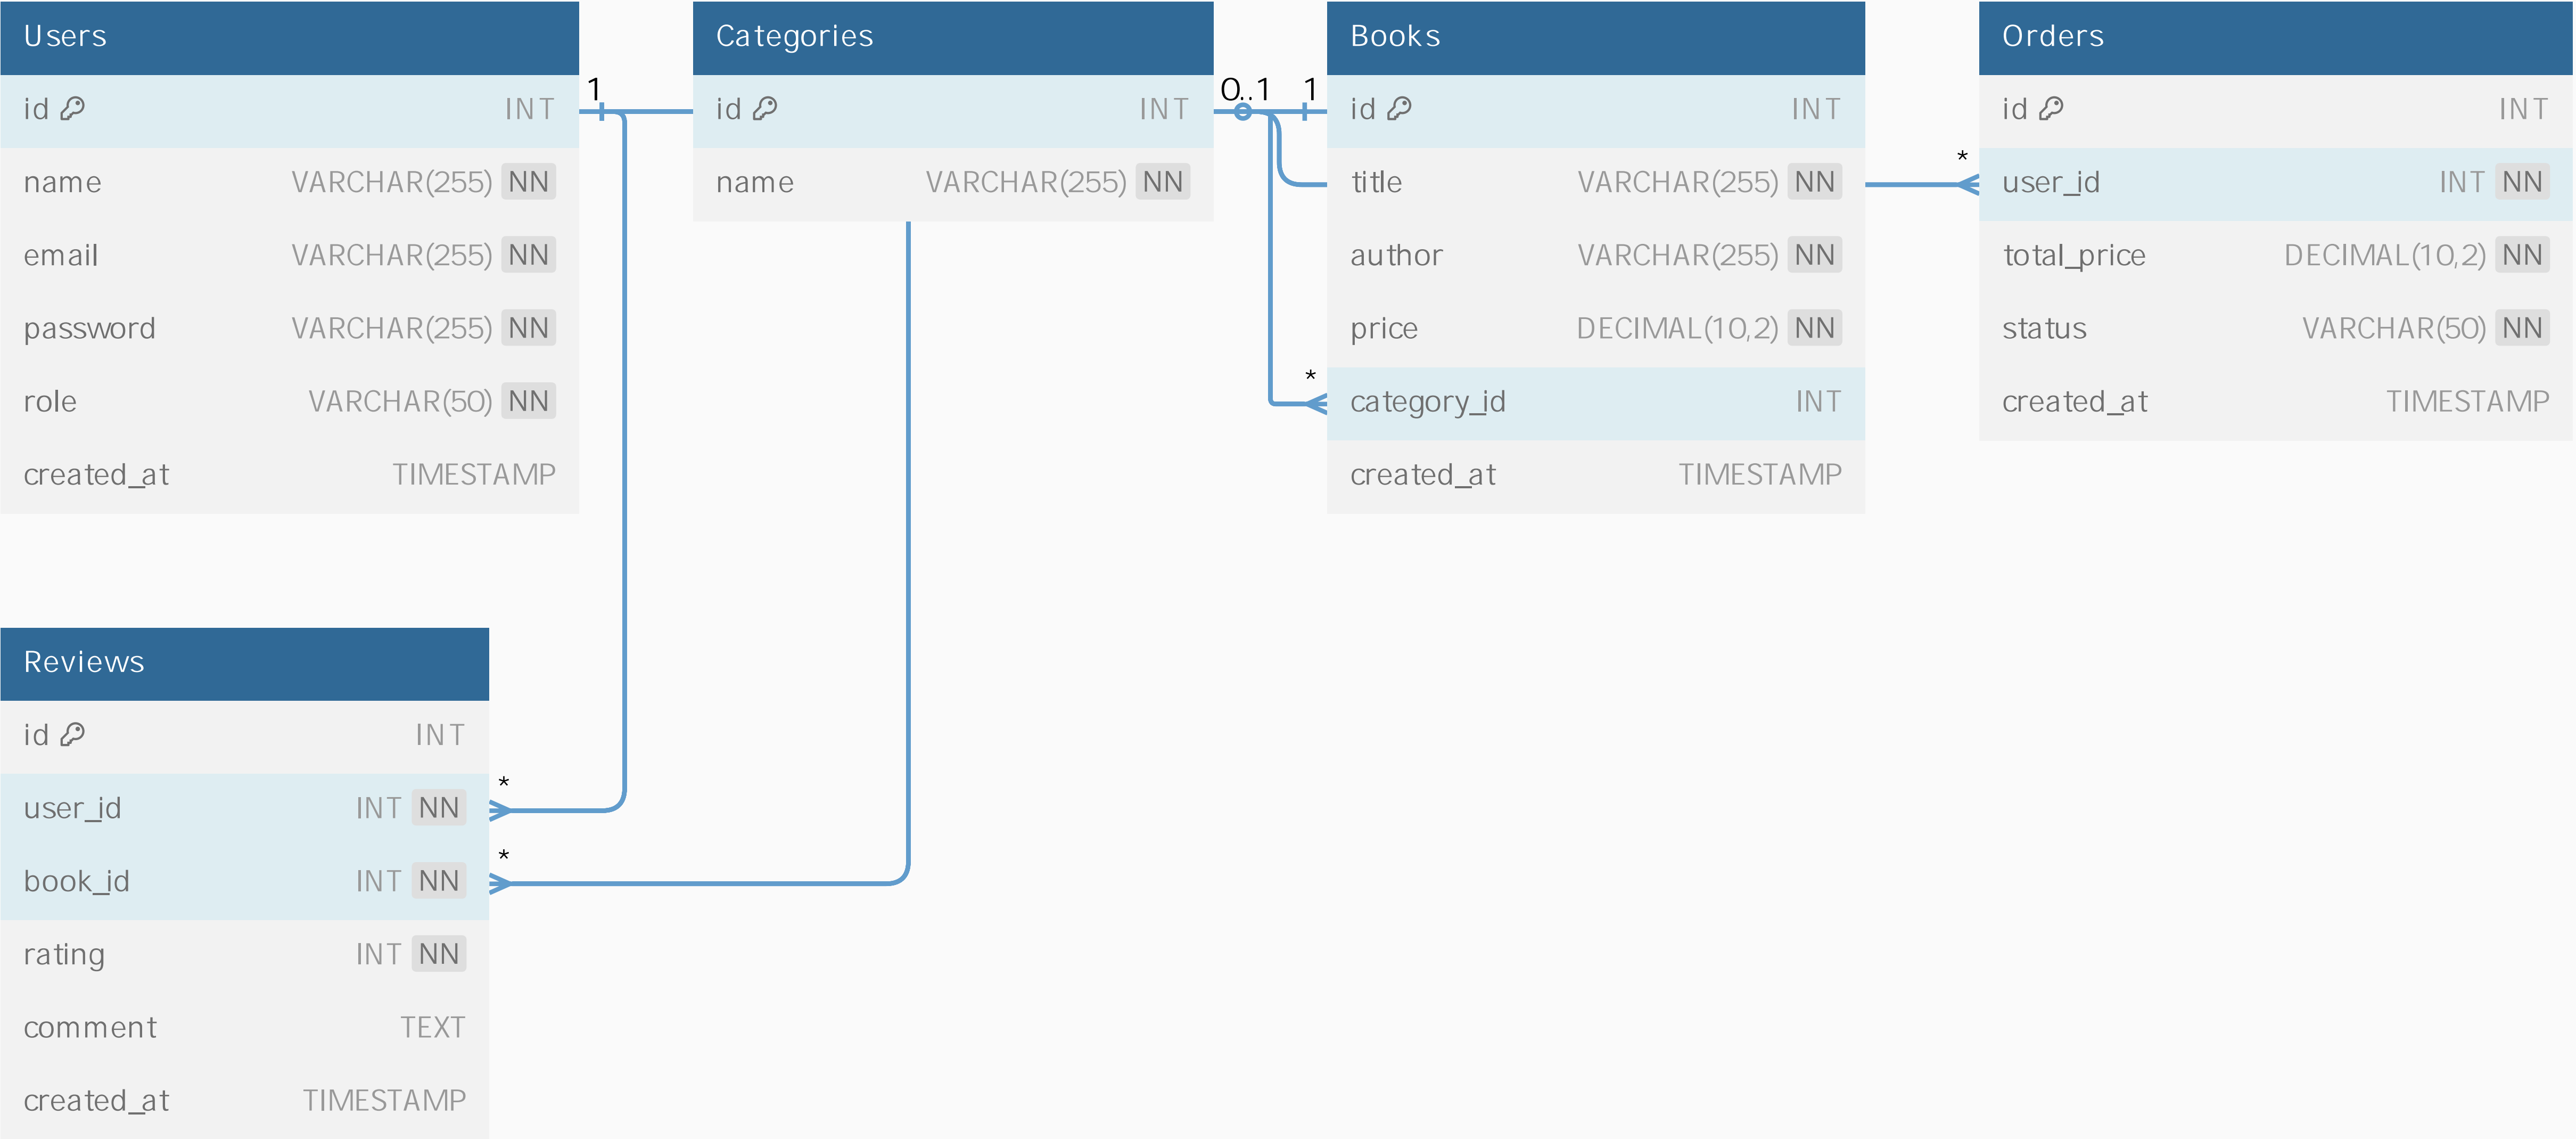 Users
id INT
name VARCHAR(255) NN
email VARCHAR(255) NN
password VARCHAR(255) NN
role VARCHAR(50) NN
created_at TIMESTAMP
1
Categories
id INT
name VARCHAR(255) NN
0..1 1
*
Books
id INT
title VARCHAR(255) NN
author VARCHAR(255) NN
price DECIMAL(10,2) NN
category_id INT
created_at TIMESTAMP
*
Orders
id INT
user_id INT NN
total_price DECIMAL(10,2) NN
status VARCHAR(50) NN
created_at TIMESTAMP
Reviews
id INT
user_id INT NN
*
book_id INT NN
*
rating INT NN
comment TEXT
created_at TIMESTAMP